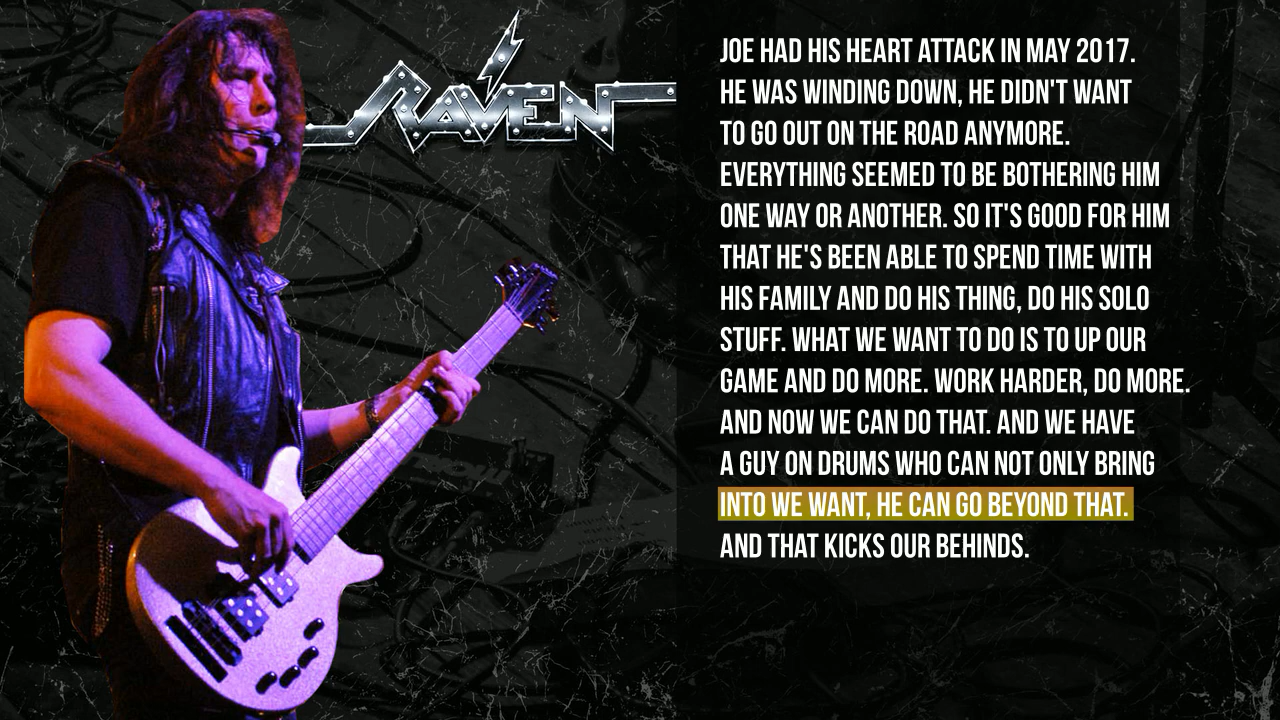 RAVEN
JOE HAD HIS HEART ATTACK IN MAY 2017.
HE WAS WINDING DOWN, HE DIDN'T WANT
TO GO OUT ON THE ROAD ANYMORE.
EVERYTHING SEEMED TO BE BOTHERING HIM
ONE WAY OR ANOTHER. SO IT'S GOOD FOR HIM
THAT HE'S BEEN ABLE TO SPEND TIME WITH
HIS FAMILY AND DO HIS THING, DO HIS SOLO
STUFF. WHAT WE WANT TO DO IS TO UP OUR
GAME AND DO MORE. WORK HARDER, DO MORE.
AND NOW WE CAN DO THAT. AND WE HAVE
A GUY ON DRUMS WHO CAN NOT ONLY BRING
INTO WE WANT, HE CAN GO BEYOND THAT.
AND THAT KICKS OUR BEHINDS.